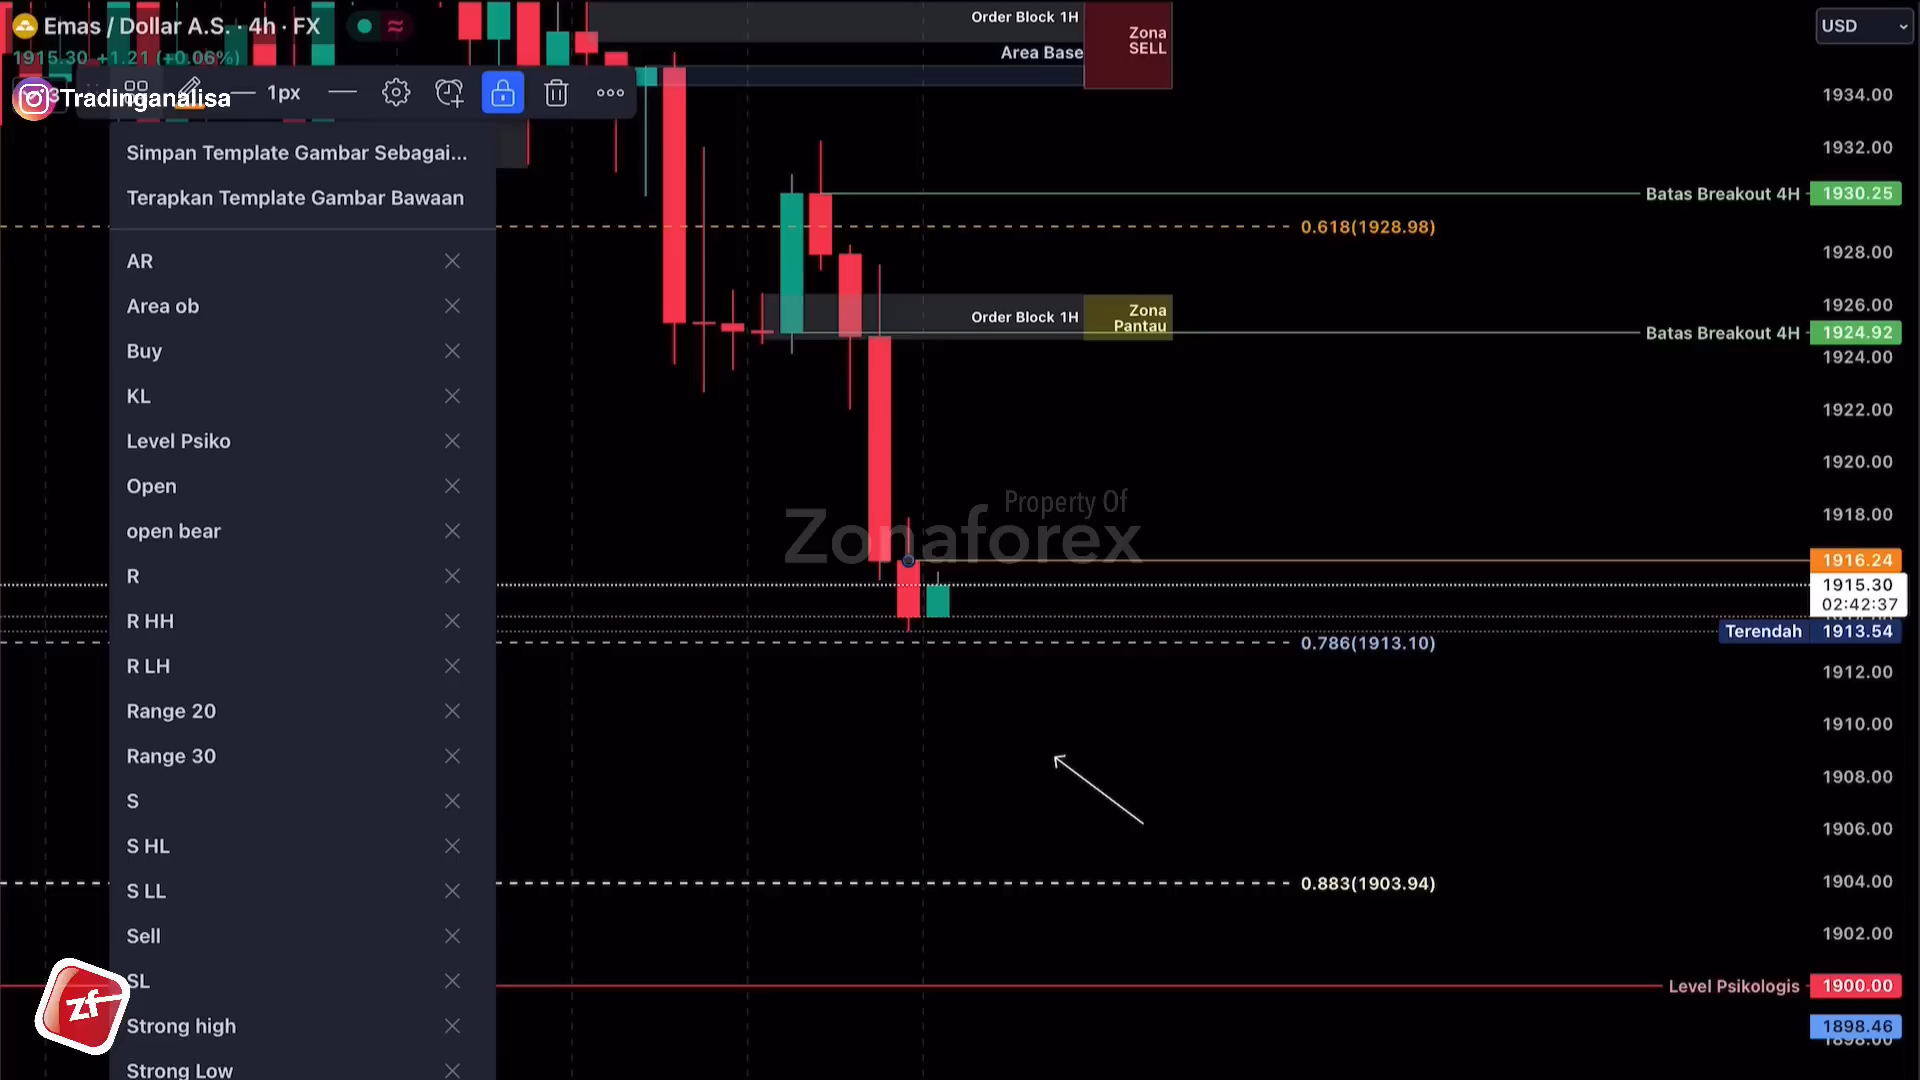 Emas / Dollar A.S. · 4h · FX
1915.30 +1.21 (+0.06%)
Tradinganalisa
1px
Simpan Template Gambar Sebagai...
Terapkan Template Gambar Bawaan
AR
Area ob
Buy
KL
Level Psiko
Open
open bear
R
R HH
R LH
Range 20
Range 30
S
S HL
S LL
Sell
SL
Strong high
Strong Low
zf
Order Block 1H
Area Base
Zona
SELL
0.618(1928.98)
Order Block 1H
Zona
Pantau
Property Of
Zonaforex
0.786(1913.10)
0.883(1903.94)
USD
1934.00
1932.00
Batas Breakout 4H 1930.25
1928.00
1926.00
Batas Breakout 4H 1924.92
1924.00
1922.00
1920.00
1918.00
1916.24
1915.30
02:42:37
Terendah 1913.54
1912.00
1910.00
1908.00
1906.00
1904.00
1902.00
Level Psikologis 1900.00
1898.46
1898.00